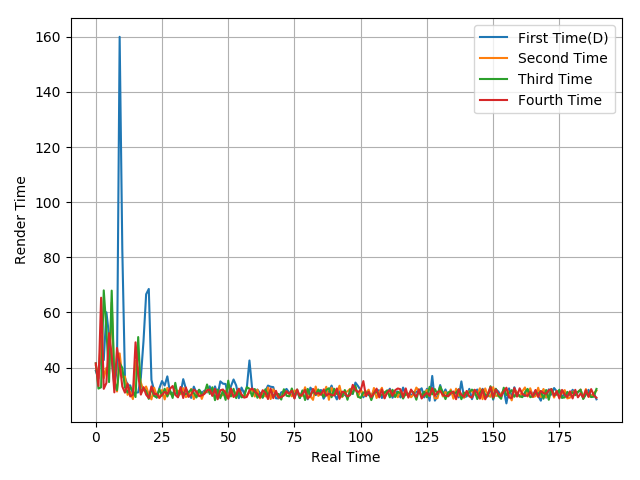 160
140
120
100
80
60
40
Render Time
0
25
50
75
100
125
150
175
Real Time
First Time(D)
Second Time
Third Time
Fourth Time